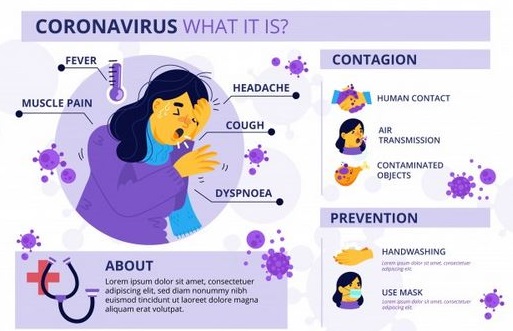 CORONAVIRUS WHAT IT IS?
FEVER
MUSCLE PAIN
HEADACHE
COUGH
DYSPNOEA
CONTAGION
HUMAN CONTACT
AIR
TRANSMISSION
CONTAMINATED
OBJECTS
PREVENTION
HANDWASHING
Lorem ipsum dolor sit amet, consectetuer
adipiscing elit.
USE MASK
Lorem ipsum dolor sit amet, consectetuer
adipiscing elit.
ABOUT
Lorem ipsum dolor sit amet, consectetuer
adipiscing elit, sed diam nonummy nibh
euismod tincidunt ut laoreet dolore magna
aliquam erat volutpat.